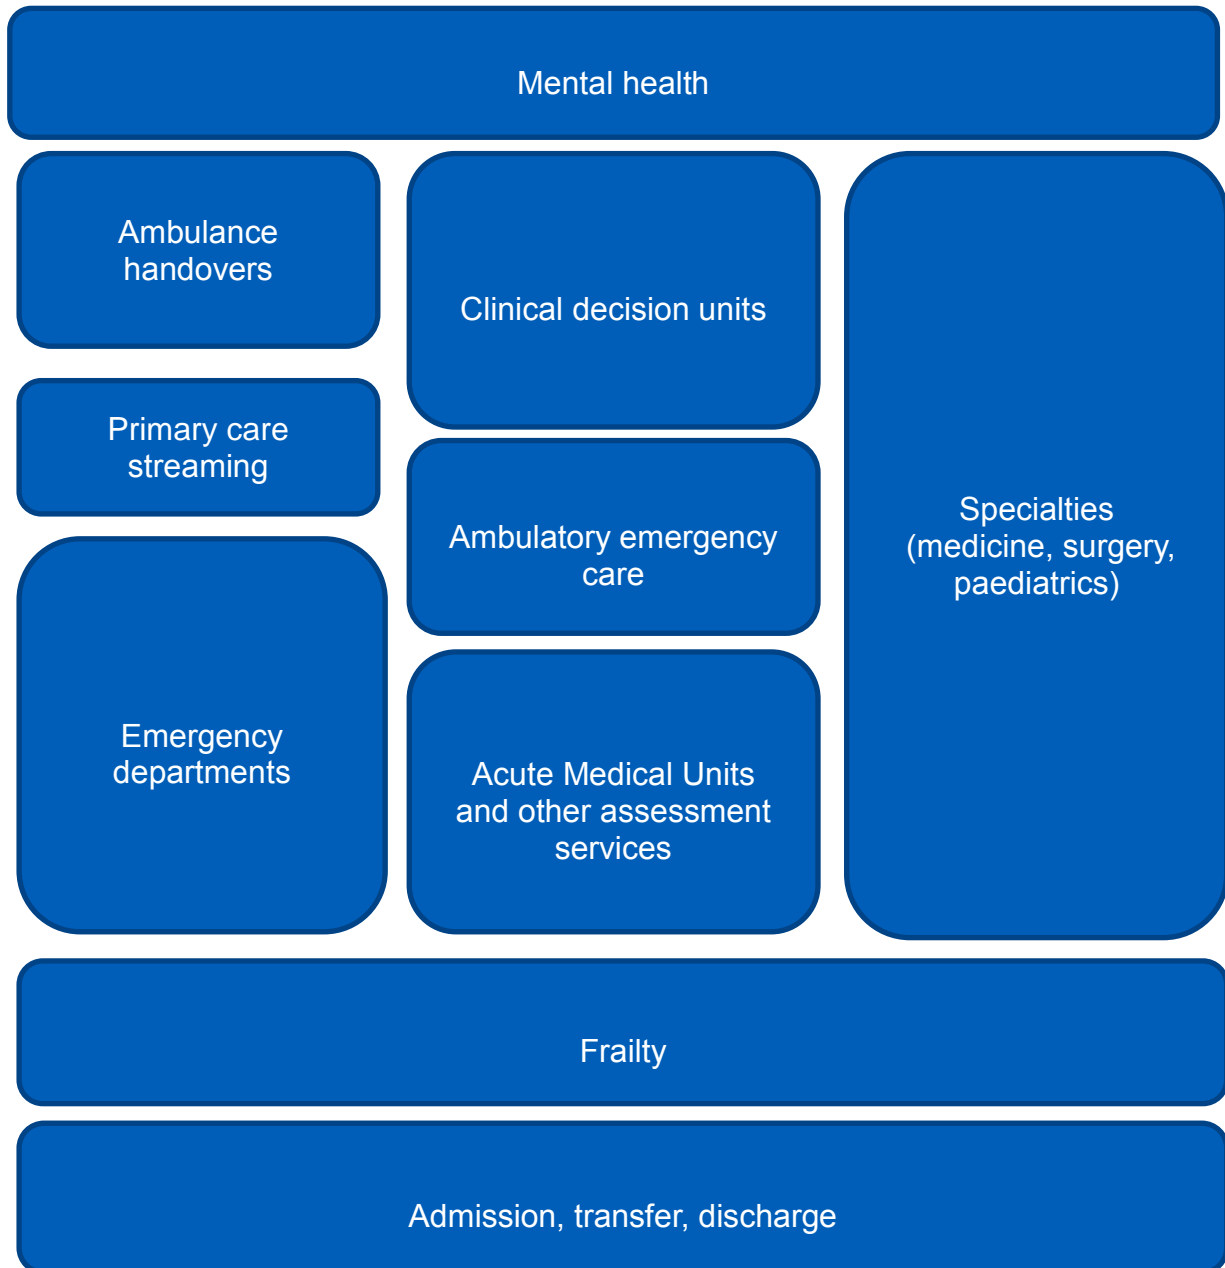 Mental health
Ambulance
handovers
Primary care
streaming
Emergency
departments
Clinical decision units
Ambulatory emergency
care
Acute Medical Units
and other assessment
services
Specialties
(medicine, surgery,
paediatrics)
Frailty
Admission, transfer, discharge